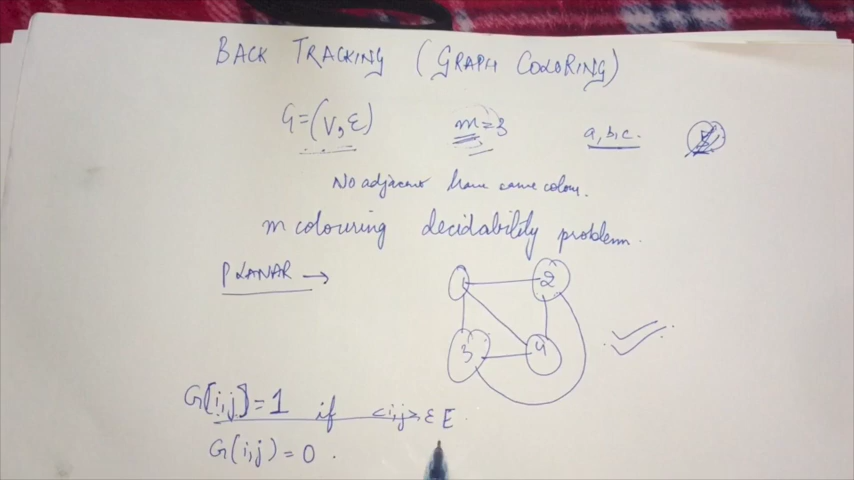 BACK TRACKING (GRAPH COLORING)
G=(V,E) m=3 a,b,c.
No adjacent have same colour.
m colouring decidability problem.
PLANAR →
1 2
3 4
G[i,j]=1 if <i,j> ε E
G(i,j)=0.